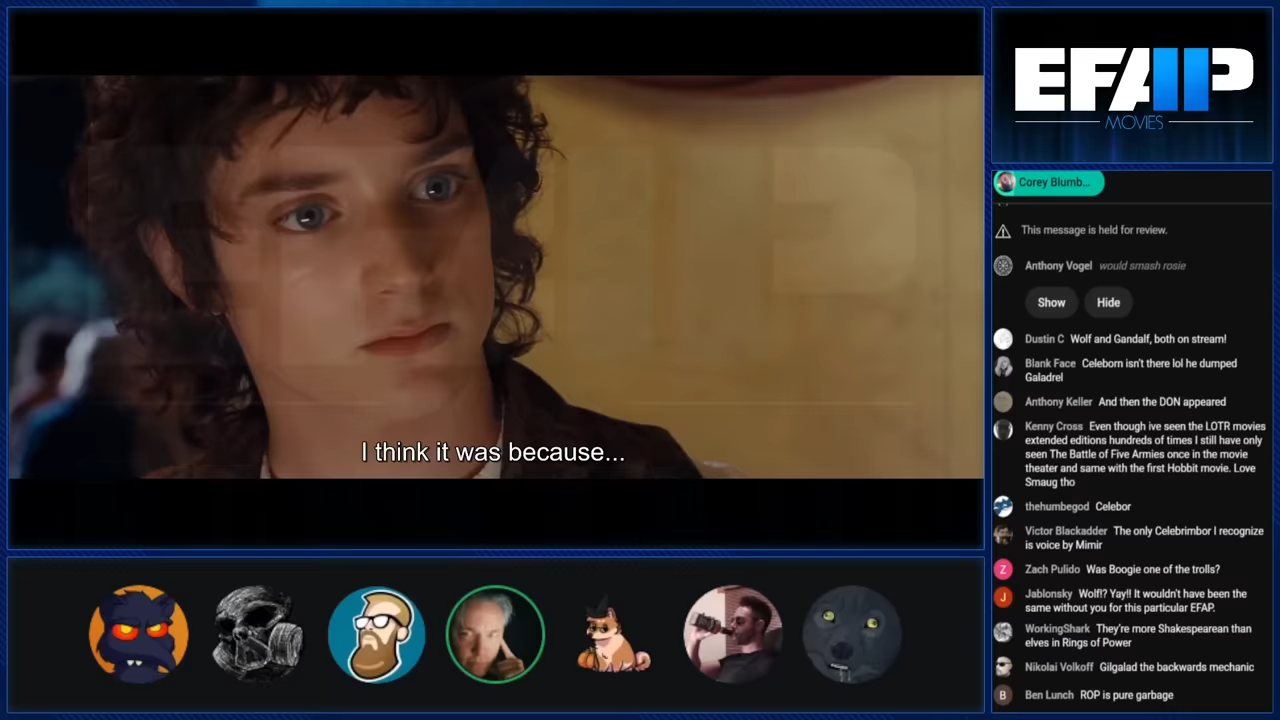 I think it was because...
EFAP
MOVIES
Corey Blumb...
This message is held for review.
Anthony Vogel would smash rosie
Show Hide
Dustin C Wolf and Gandalf, both on stream!
Blank Face Celeborn isn't there lol he dumped
Galadrel
Anthony Keller And then the DON appeared
Kenny Cross Even though ive seen the LOTR movies
extended editions hundreds of times I still have only
seen The Battle of Five Armies once in the movie
theater and same with the first Hobbit movie. Love
Smaug tho
thehumbegod Celebor
Victor Blackadder The only Celebrimbor I recognize
is voice by Mimir
Z
Zach Pulido Was Boogie one of the trolls?
J
Jablonsky Wolf!? Yay!! It wouldn't have been the
same without you for this particular EFAP.
WorkingShark They're more Shakespearean than
elves in Rings of Power
Nikolai Volkoff Gilgalad the backwards mechanic
B
Ben Lunch ROP is pure garbage